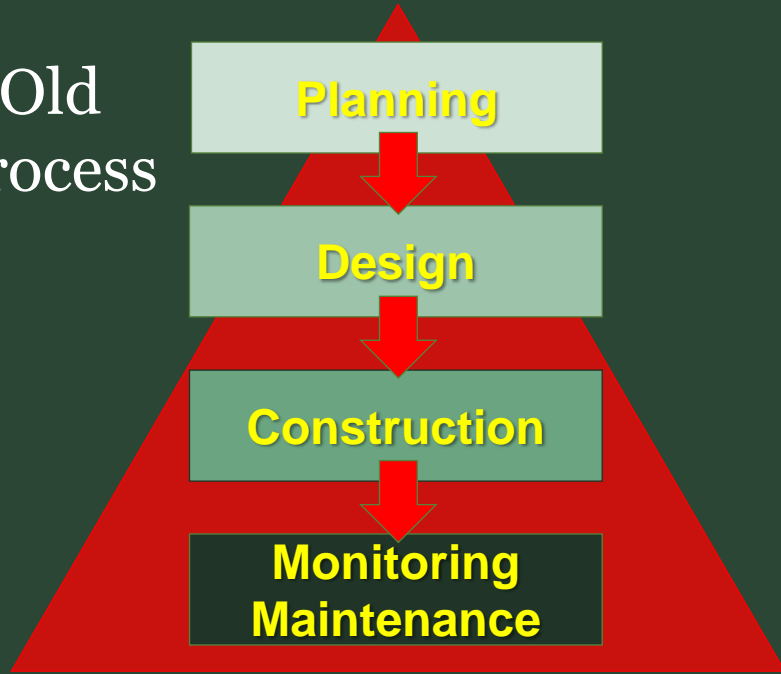 Old
rocess
Planning
Design
Construction
Monitoring
Maintenance